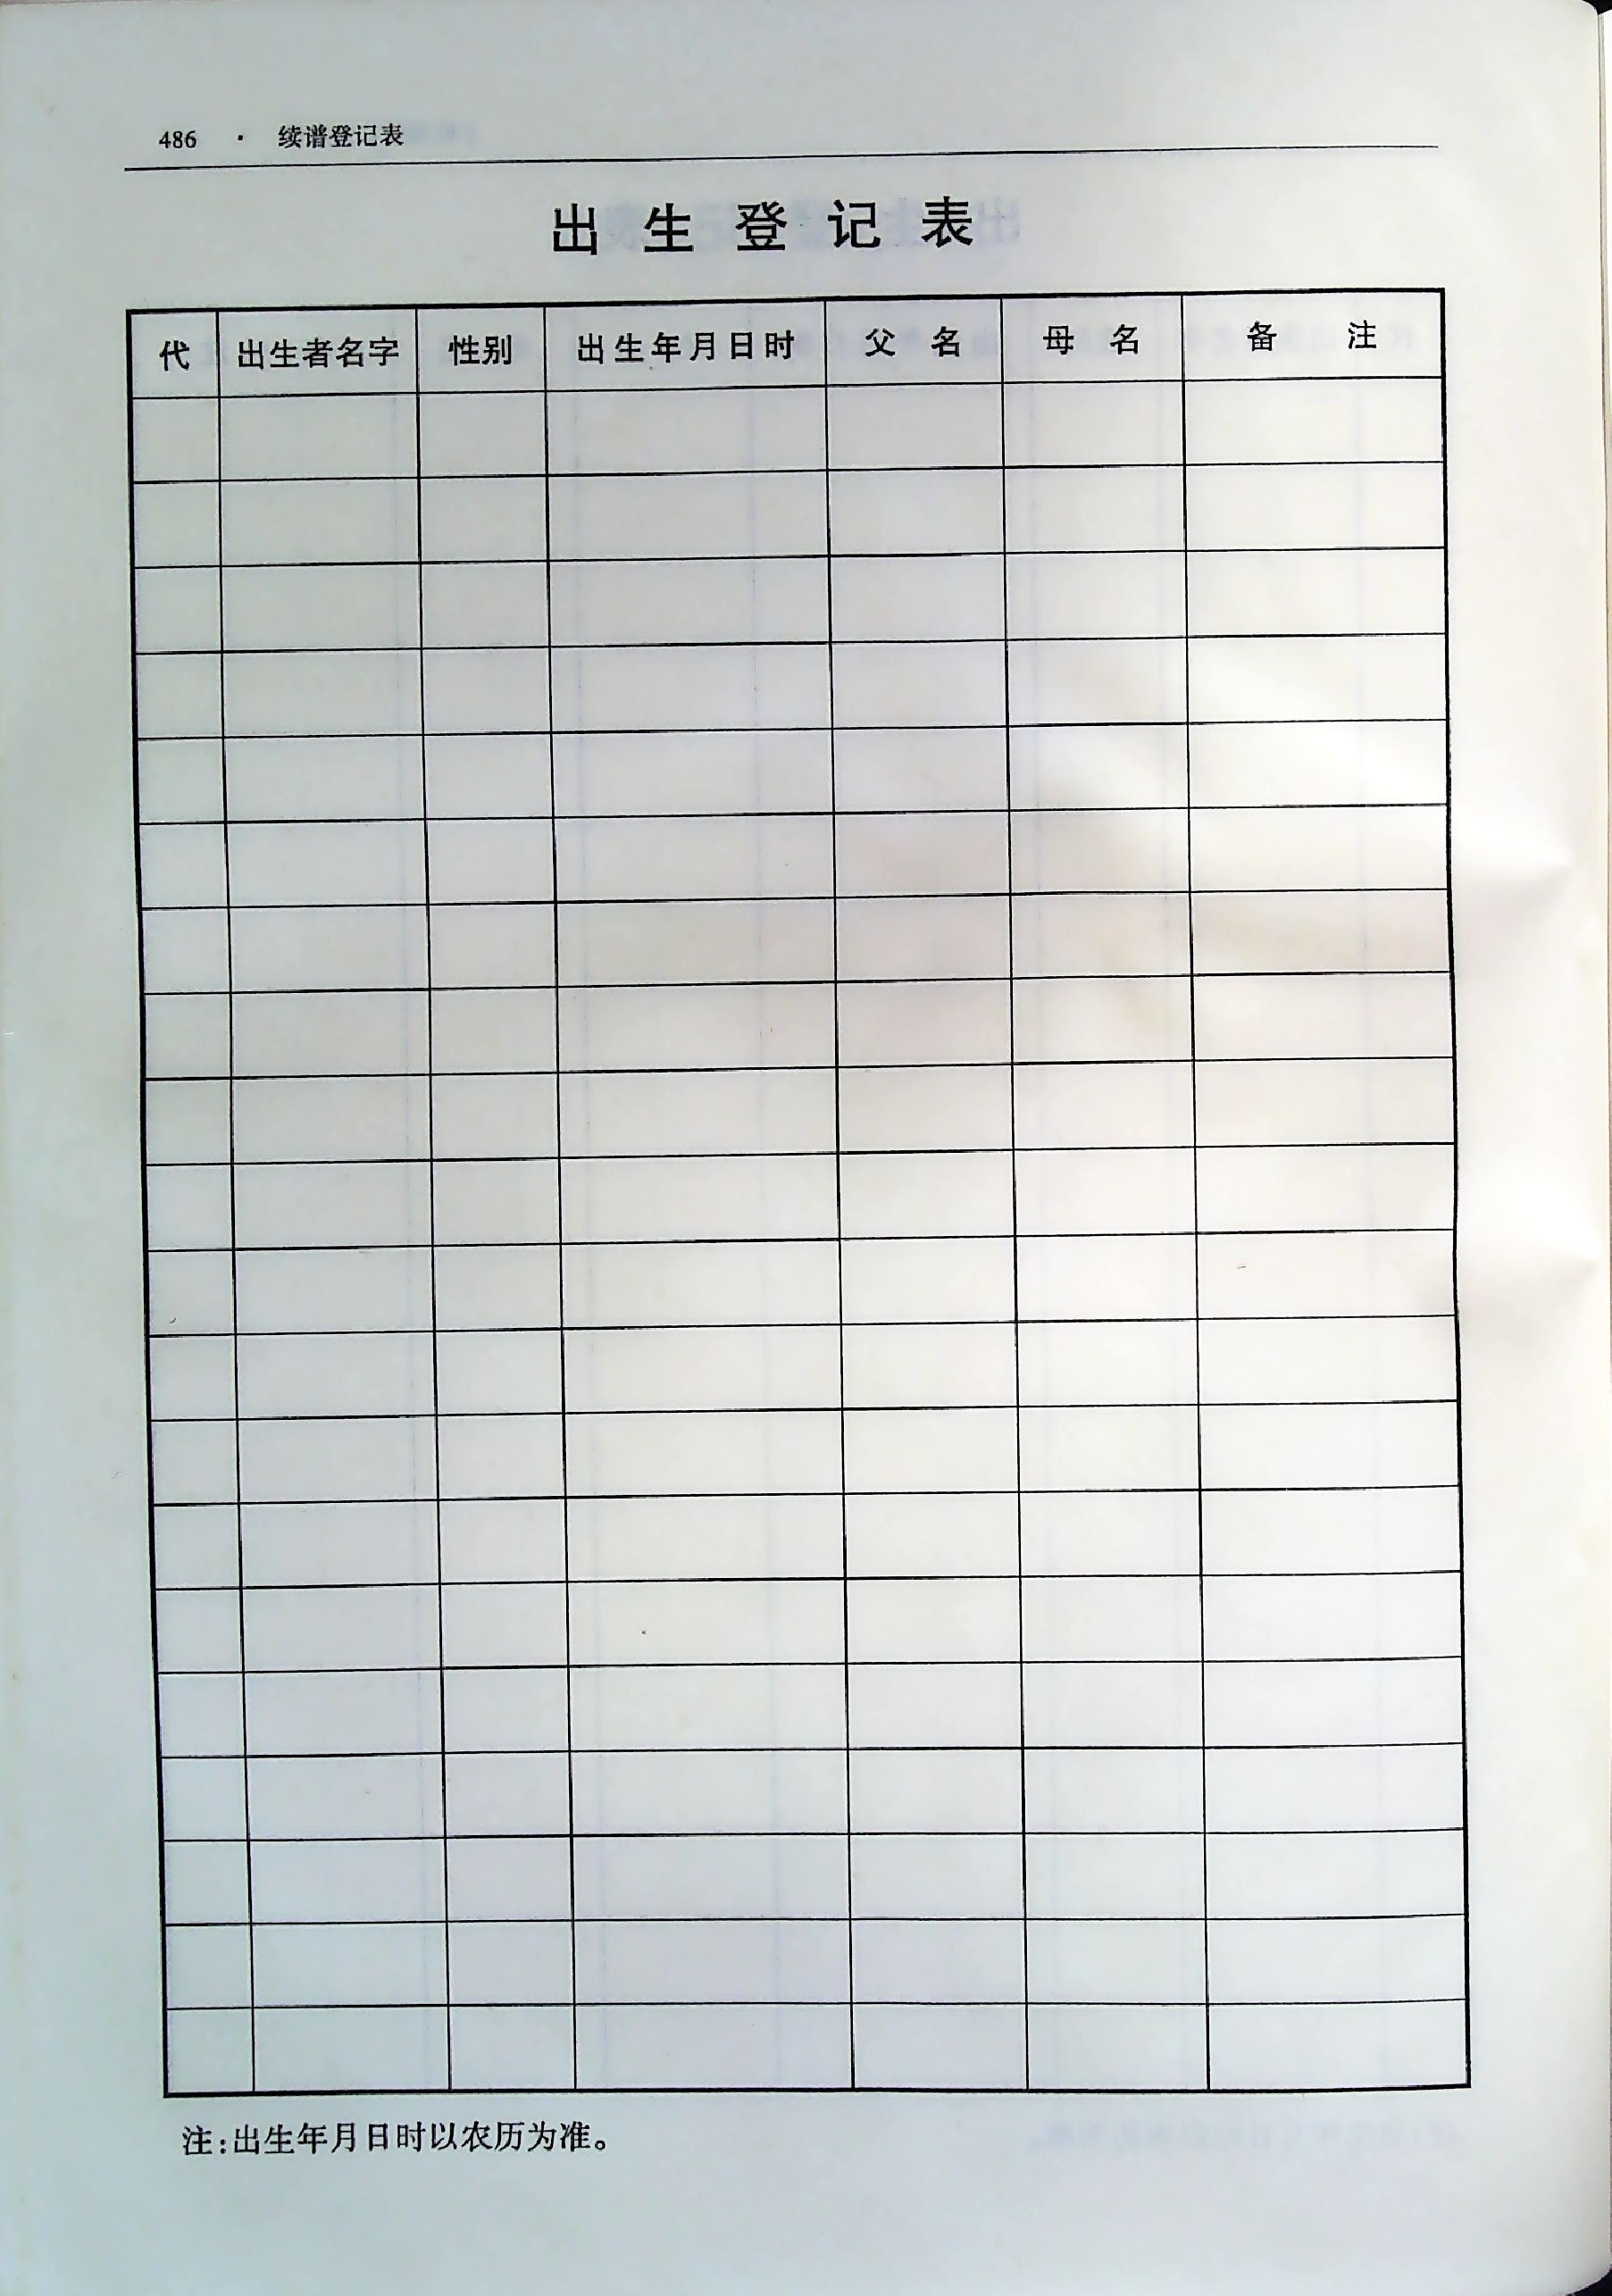 486 · 续谱登记表
出生登记表
代 出生者名字 性别 出生年月日时 父名 母名 备注
注:出生年月日时以农历为准。